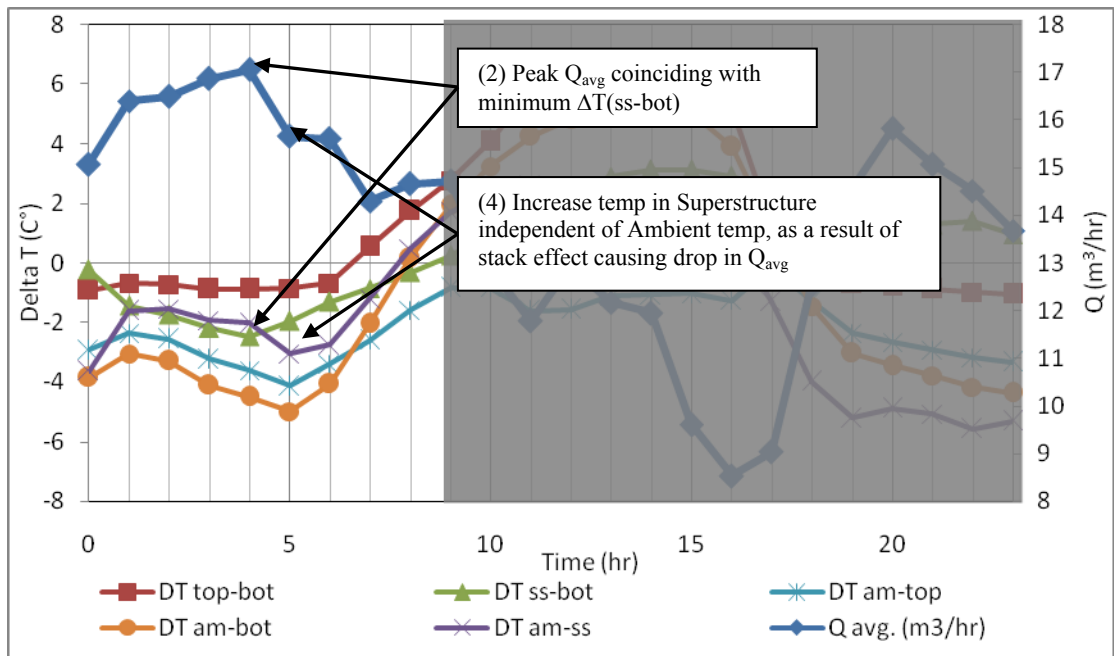 8
6
4
2
0
-2
-4
-6
-8
Delta T (C°)
18
17
16
15
14
13
12
11
10
9
8
Q (m³/hr)
(2) Peak Qavg coinciding with
minimum ΔT(ss-bot)
(4) Increase temp in Superstructure
independent of Ambient temp, as a result of
stack effect causing drop in Qavg
0 5 10 15 20
Time (hr)
DT top-bot DT ss-bot DT am-top
DT am-bot DT am-ss Q avg. (m3/hr)